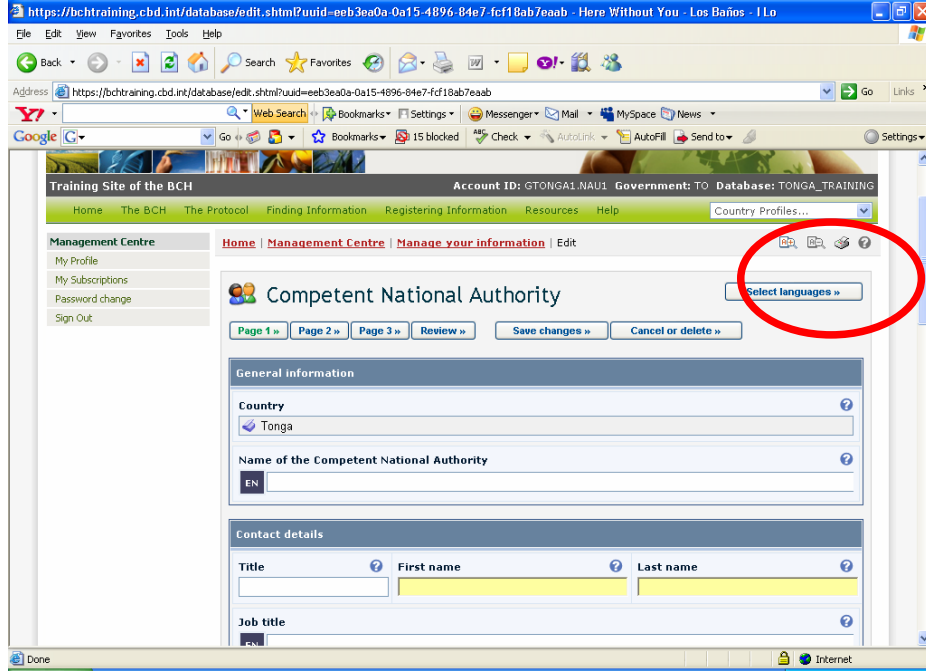 https://bchtraining.cbd.int/database/edit.shtml?uuid=eeb3ea0a-0a15-4896-84e7-fcf18ab7eaab - Here Without You - Los Baños - I Lo
File Edit View Favorites Tools Help
Back Search Favorites
Address https://bchtraining.cbd.int/database/edit.shtml?uuid=eeb3ea0a-0a15-4896-84e7-fcf18ab7eaab Go Links
Y! Web Search Bookmarks Settings Messenger Mail MySpace News
Google G Go Bookmarks 15 blocked ABC Check AutoLink AutoFill Send to Settings
Training Site of the BCH Account ID: GTONGA1.NAU1 Government: TO Database: TONGA_TRAINING
Home The BCH The Protocol Finding Information Registering Information Resources Help Country Profiles...
Management Centre
My Profile
My Subscriptions
Password change
Sign Out
Home | Management Centre | Manage your information | Edit
Competent National Authority
Select languages »
Page 1 » Page 2 » Page 3 » Review » Save changes » Cancel or delete »
General information
Country
Tonga
Name of the Competent National Authority
EN
Contact details
Title First name Last name
Job title
EN
Done Internet